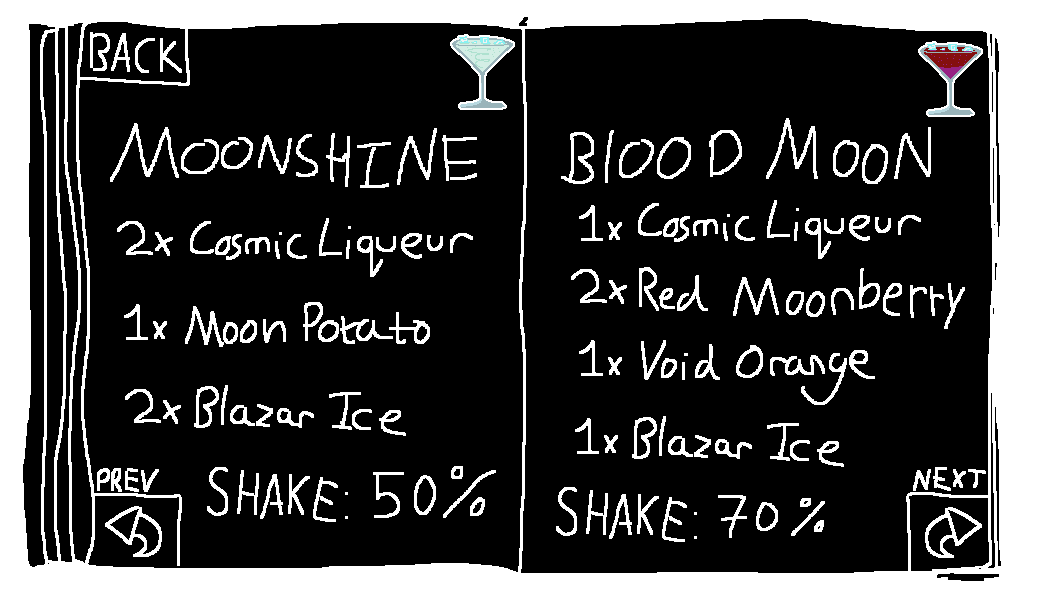 BACK
MOONSHINE
2x Cosmic Liqueur
1x Moon Potato
2x Blazar Ice
SHAKE: 50%
PREV
BlOOD MOON
1x Cosmic Liqueur
2x Red Moonberry
1x Void Orange
1x Blazar Ice
SHAKE: 70%
NEXT